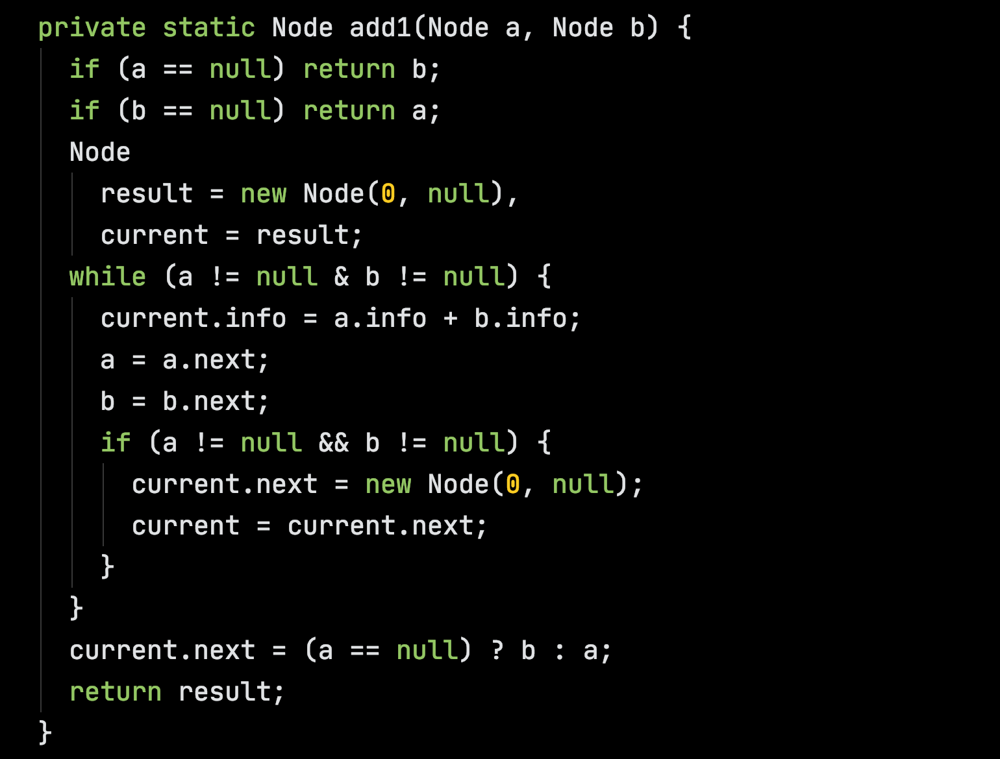 private static Node add1(Node a, Node b) {
  if (a == null) return b;
  if (b == null) return a;
  Node
    result = new Node(0, null),
    current = result;
  while (a != null & b != null) {
    current.info = a.info + b.info;
    a = a.next;
    b = b.next;
    if (a != null && b != null) {
      current.next = new Node(0, null);
      current = current.next;
    }
  }
  current.next = (a == null) ? b : a;
  return result;
}